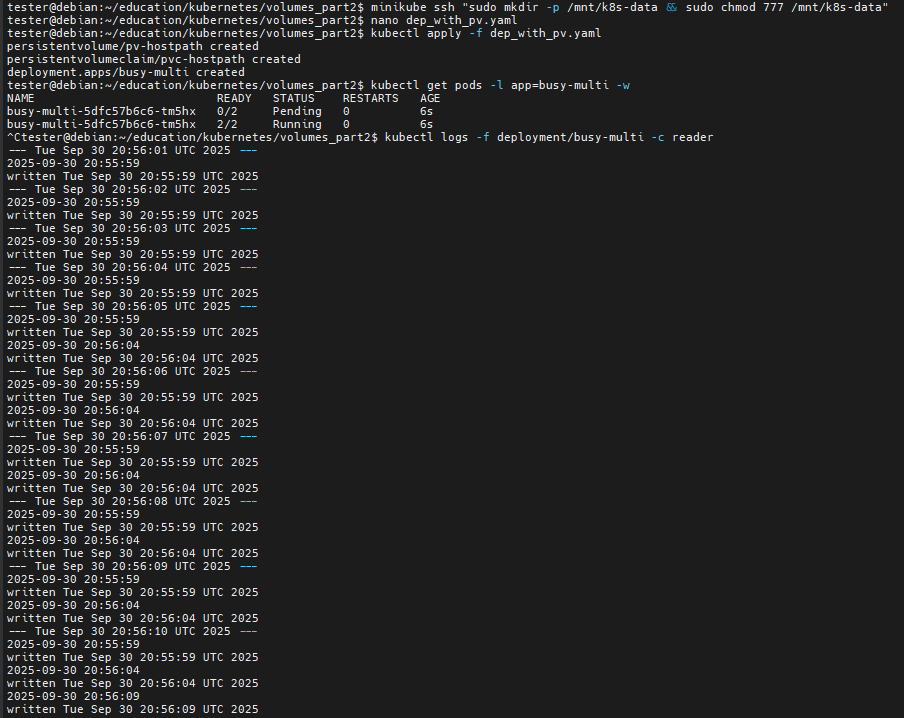 tester@debian:~/education/kubernetes/volumes_part2$ minikube ssh "sudo mkdir -p /mnt/k8s-data && sudo chmod 777 /mnt/k8s-data"
tester@debian:~/education/kubernetes/volumes_part2$ nano dep_with_pv.yaml
tester@debian:~/education/kubernetes/volumes_part2$ kubectl apply -f dep_with_pv.yaml
persistentvolume/pv-hostpath created
persistentvolumeclaim/pvc-hostpath created
deployment.apps/busy-multi created
tester@debian:~/education/kubernetes/volumes_part2$ kubectl get pods -l app=busy-multi -w
NAME                          READY   STATUS    RESTARTS   AGE
busy-multi-5dfc57b6c6-tm5hx   0/2     Pending   0          6s
busy-multi-5dfc57b6c6-tm5hx   2/2     Running   0          6s
^Ctester@debian:~/education/kubernetes/volumes_part2$ kubectl logs -f deployment/busy-multi -c reader
--- Tue Sep 30 20:56:01 UTC 2025 ---
2025-09-30 20:55:59
written Tue Sep 30 20:55:59 UTC 2025
--- Tue Sep 30 20:56:02 UTC 2025 ---
2025-09-30 20:55:59
written Tue Sep 30 20:55:59 UTC 2025
--- Tue Sep 30 20:56:03 UTC 2025 ---
2025-09-30 20:55:59
written Tue Sep 30 20:55:59 UTC 2025
--- Tue Sep 30 20:56:04 UTC 2025 ---
2025-09-30 20:55:59
written Tue Sep 30 20:55:59 UTC 2025
--- Tue Sep 30 20:56:05 UTC 2025 ---
2025-09-30 20:55:59
written Tue Sep 30 20:55:59 UTC 2025
2025-09-30 20:56:04
written Tue Sep 30 20:56:04 UTC 2025
--- Tue Sep 30 20:56:06 UTC 2025 ---
2025-09-30 20:55:59
written Tue Sep 30 20:55:59 UTC 2025
2025-09-30 20:56:04
written Tue Sep 30 20:56:04 UTC 2025
--- Tue Sep 30 20:56:07 UTC 2025 ---
2025-09-30 20:55:59
written Tue Sep 30 20:55:59 UTC 2025
2025-09-30 20:56:04
written Tue Sep 30 20:56:04 UTC 2025
--- Tue Sep 30 20:56:08 UTC 2025 ---
2025-09-30 20:55:59
written Tue Sep 30 20:55:59 UTC 2025
2025-09-30 20:56:04
written Tue Sep 30 20:56:04 UTC 2025
--- Tue Sep 30 20:56:09 UTC 2025 ---
2025-09-30 20:55:59
written Tue Sep 30 20:55:59 UTC 2025
2025-09-30 20:56:04
written Tue Sep 30 20:56:04 UTC 2025
--- Tue Sep 30 20:56:10 UTC 2025 ---
2025-09-30 20:55:59
written Tue Sep 30 20:55:59 UTC 2025
2025-09-30 20:56:04
written Tue Sep 30 20:56:04 UTC 2025
2025-09-30 20:56:09
written Tue Sep 30 20:56:09 UTC 2025